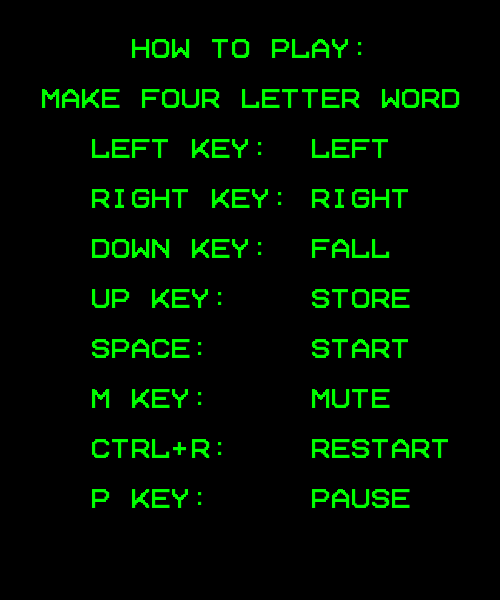 HOW TO PLAY:
MAKE FOUR LETTER WORD
LEFT KEY: LEFT
RIGHT KEY: RIGHT
DOWN KEY: FALL
UP KEY: STORE
SPACE: START
M KEY: MUTE
CTRL+R: RESTART
P KEY: PAUSE